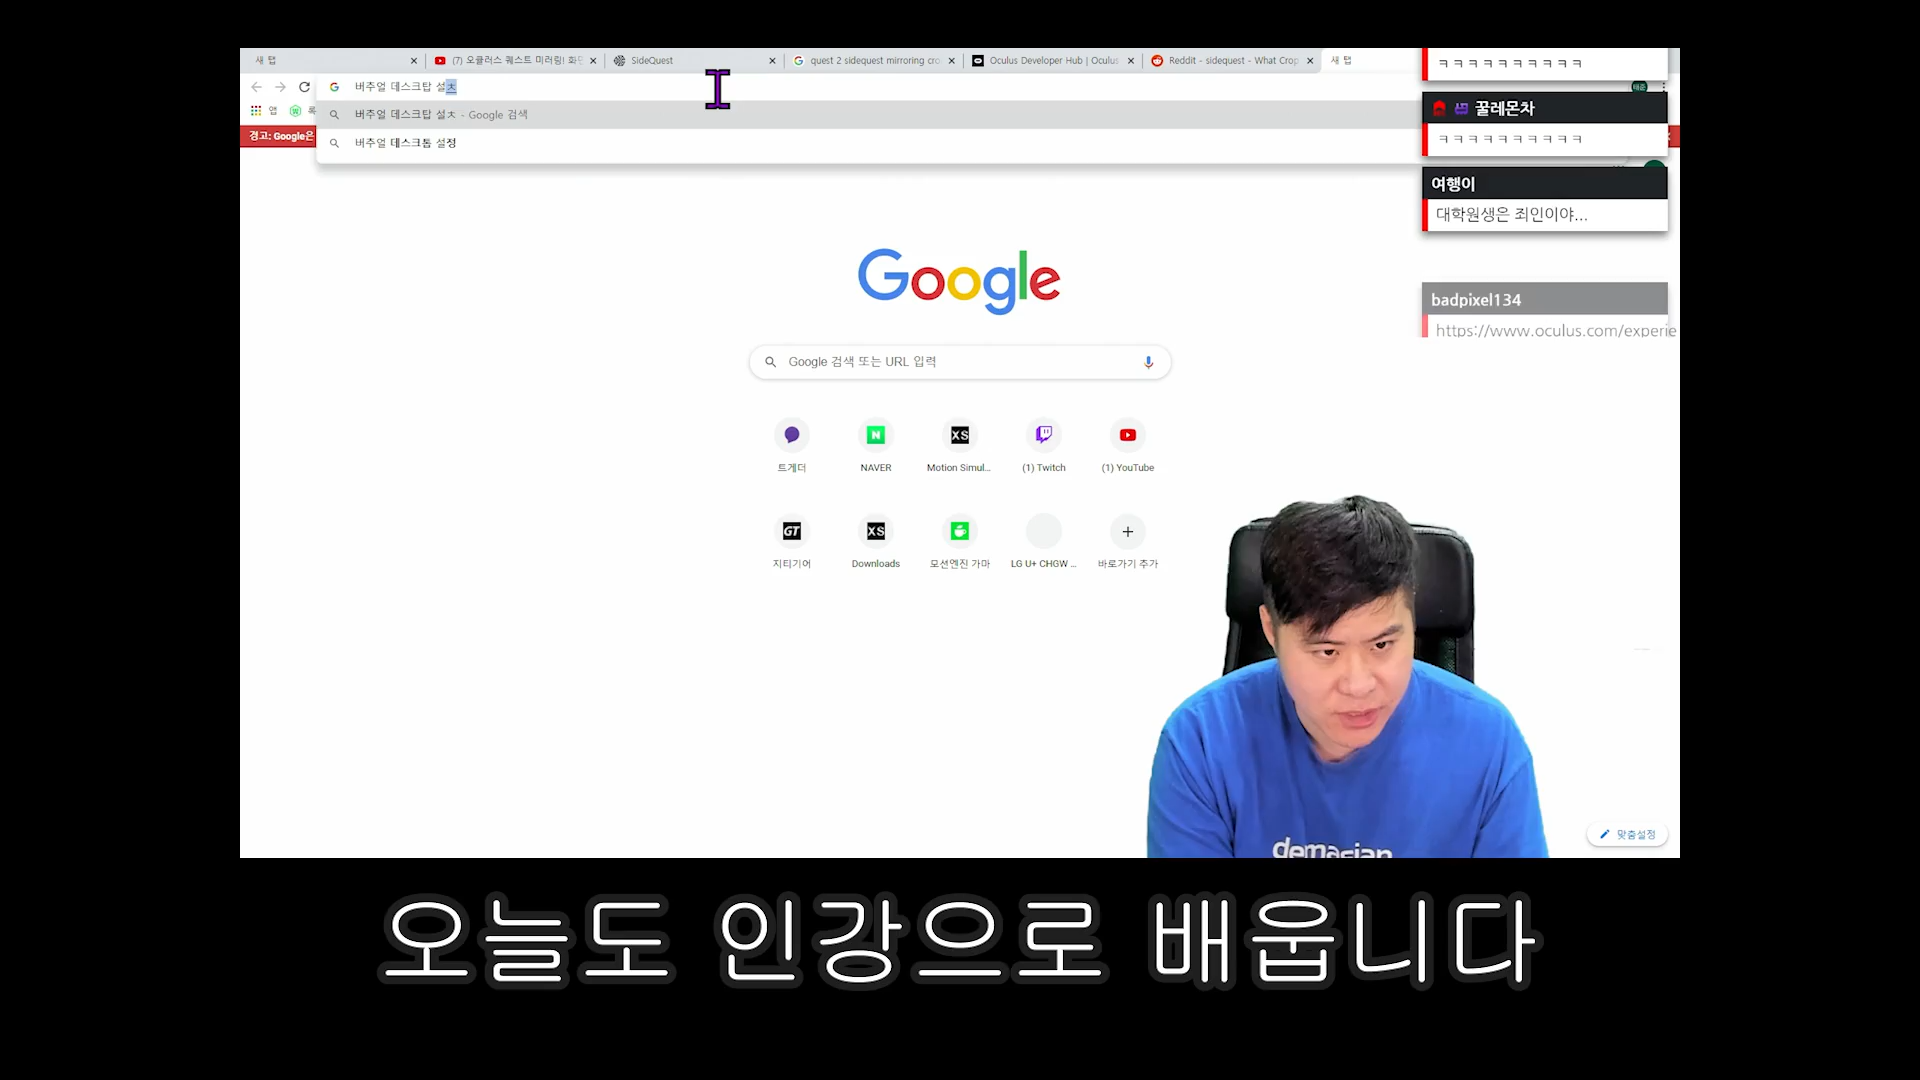 새 탭
(7) 오큘러스 퀘스트 미러링! 화면
SideQuest
quest 2 sidequest mirroring cro
Oculus Developer Hub | Oculus
Reddit - sidequest - What Crop
새 탭
버추얼 데스크탑 설ㅊ
앱
버추얼 데스크탑 설ㅊ - Google 검색
경고: Google은
버추얼 데스크톱 설정
ㅋㅋㅋㅋㅋㅋㅋㅋㅋㅋ
꿀레몬차
ㅋㅋㅋㅋㅋㅋㅋㅋㅋㅋ
여행이
대학원생은 죄인이야...
badpixel134
https://www.oculus.com/experie
Google
Google 검색 또는 URL 입력
트게더
NAVER
Motion Simul...
(1) Twitch
(1) YouTube
지티기어
Downloads
모션엔진 가마
LG U+ CHGW ...
바로가기 추가
맞춤설정
오늘도 인강으로 배웁니다